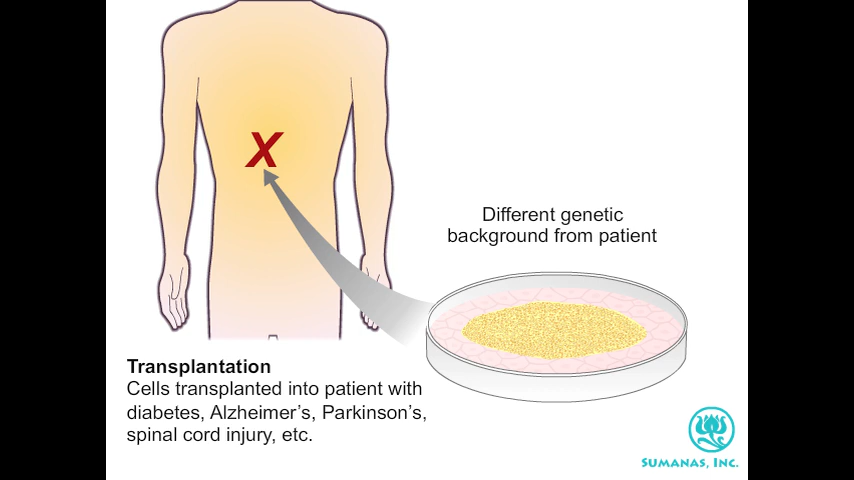 X
Different genetic
background from patient
Transplantation
Cells transplanted into patient with
diabetes, Alzheimer’s, Parkinson’s,
spinal cord injury, etc.
SUMANAS, INC.